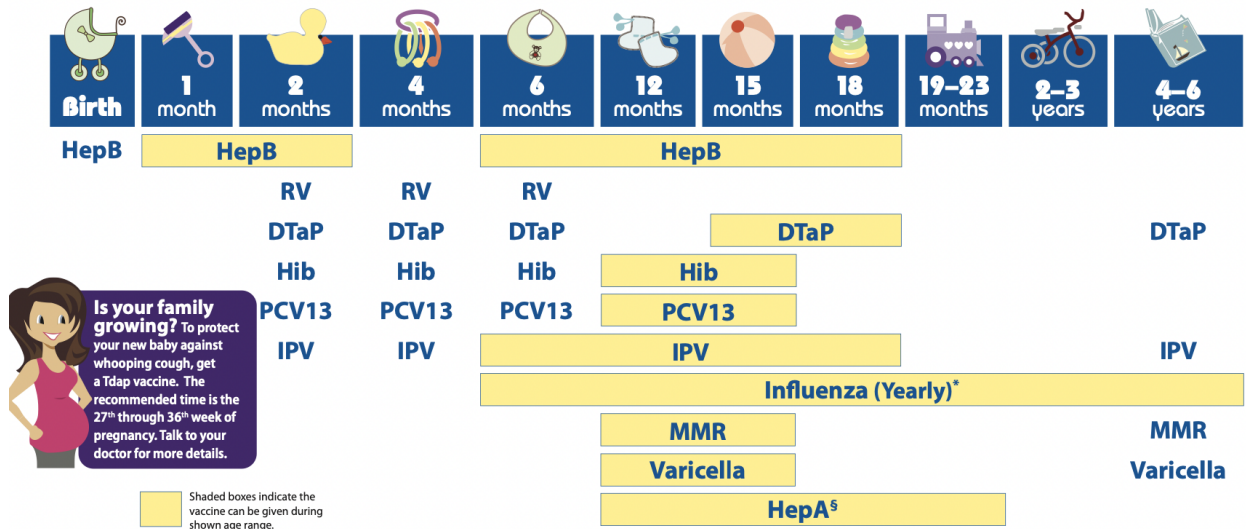 Birth
1 month
2 months
4 months
6 months
12 months
15 months
18 months
19–23 months
2–3 years
4–6 years
HepB HepB HepB
RV RV RV
DTaP DTaP DTaP DTaP DTaP
Hib Hib Hib Hib
PCV13 PCV13 PCV13 PCV13
IPV IPV IPV IPV
Influenza (Yearly)*
MMR MMR
Varicella Varicella
HepA§
Is your family
growing? To protect
your new baby against
whooping cough, get
a Tdap vaccine. The
recommended time is the
27th through 36th week of
pregnancy. Talk to your
doctor for more details.
Shaded boxes indicate the
vaccine can be given during
shown age range.